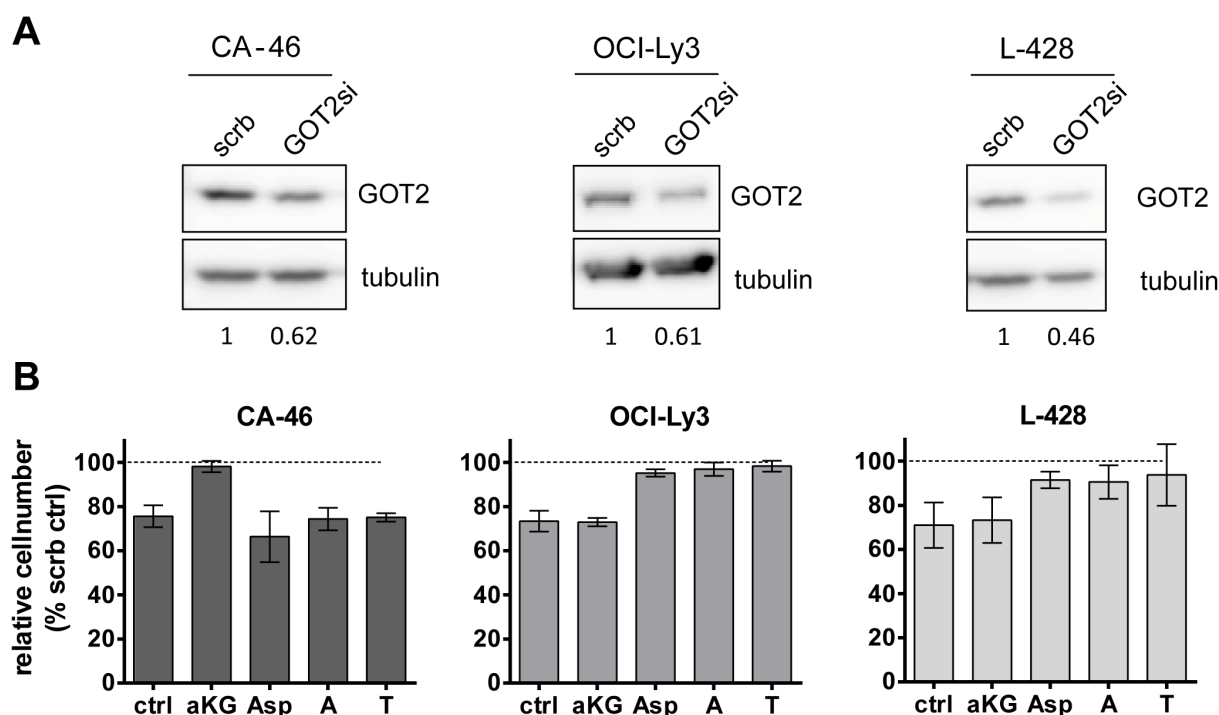 A
CA-46 OCI-Ly3 L-428
scrb GOT2si scrb GOT2si scrb GOT2si
GOT2 GOT2 GOT2
tubulin tubulin tubulin
1 0.62 1 0.61 1 0.46
B
CA-46 OCI-Ly3 L-428
relative cellnumber
(% scrb ctrl)
100 100 100
80 80 80
60 60 60
40 40 40
20 20 20
0 0 0
ctrl aKG Asp A T ctrl aKG Asp A T ctrl aKG Asp A T